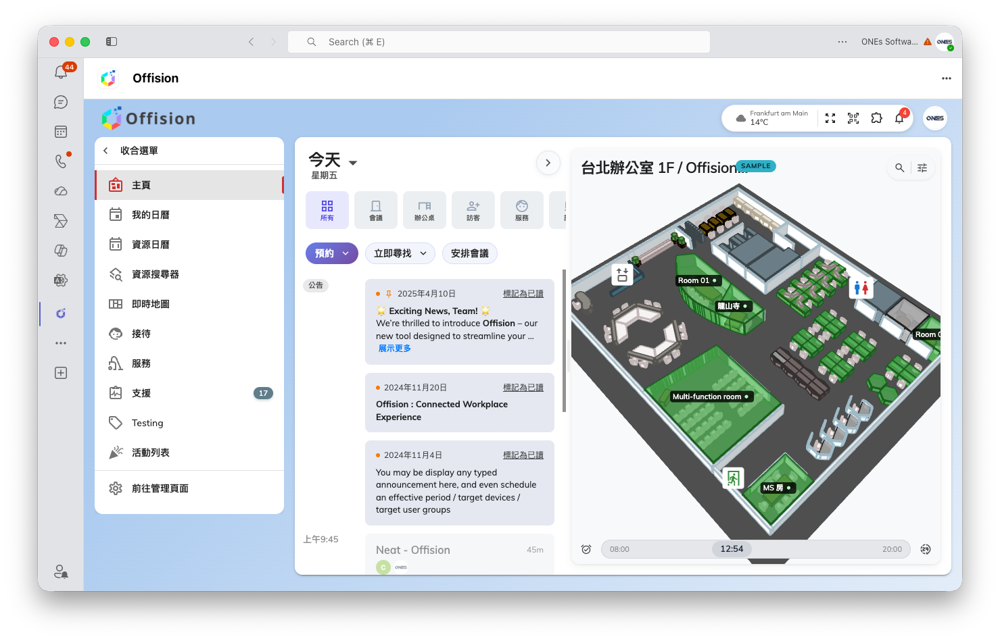 Search (⌘ E)
ONEs Softwa...
ONES
44
Offision
Offision
Frankfurt am Main
14°C
4
ONES
收合選單
主頁
我的日曆
資源日曆
資源搜尋器
即時地圖
接待
服務
支援
17
Testing
活動列表
前往管理頁面
今天
星期五
所有
會議
辦公桌
訪客
服務
預約
立即尋找
安排會議
公告
2025年4月10日
標記為已讀
🌟 Exciting News, Team! 🌟
We're thrilled to introduce Offision – our
new tool designed to streamline your ...
展示更多
2024年11月20日
標記為已讀
Offision : Connected Workplace
Experience
2024年11月4日
標記為已讀
You may be display any typed
announcement here, and even schedule
an effective period / target devices /
target user groups
上午9:45
Neat - Offision
45m
C
ONES
台北辦公室 1F / Offision...
SAMPLE
Room 01
龍山寺
Room 0
Multi-function room
MS 房
08:00
12:54
20:00
24